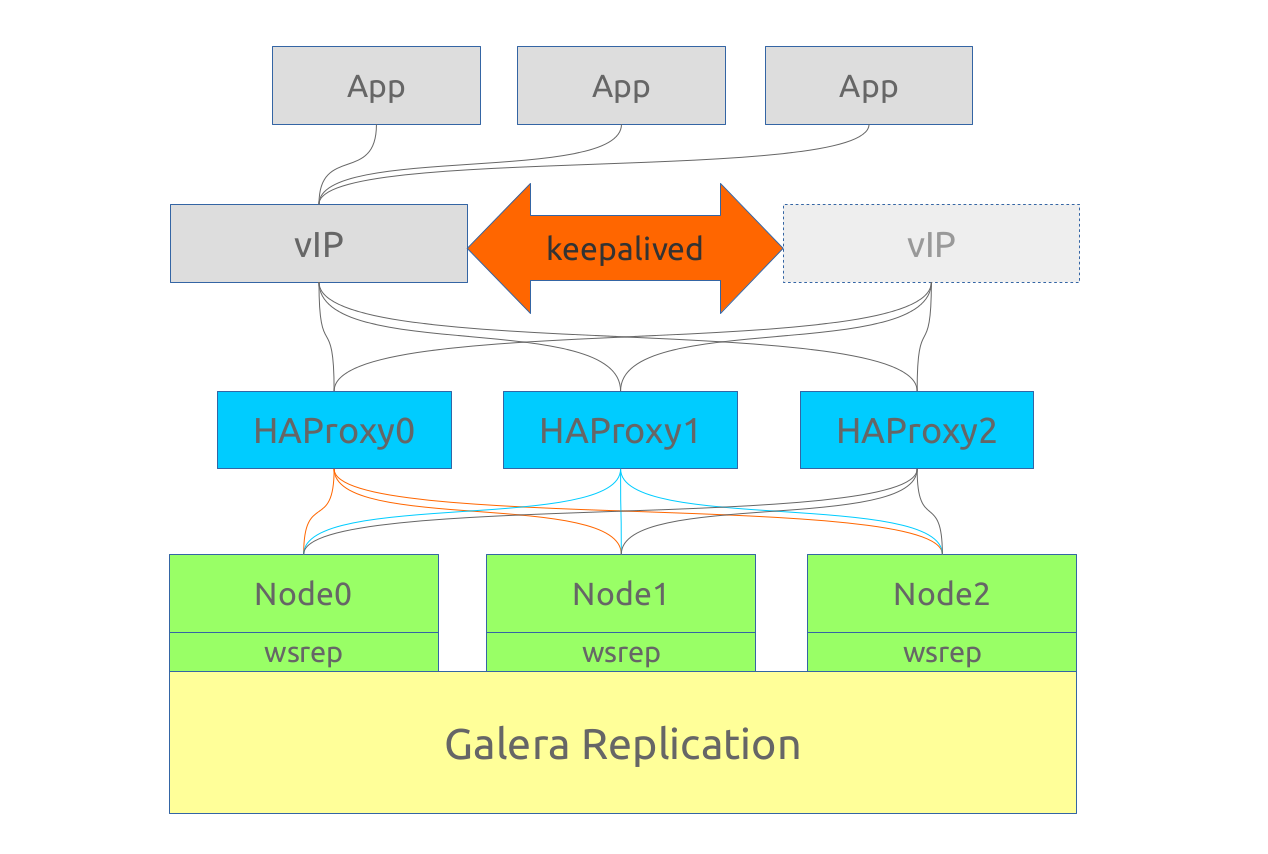 App
App
App
vIP
keepalived
vIP
HAProxy0
HAProxy1
HAProxy2
Node0
Node1
Node2
wsrep
wsrep
wsrep
Galera Replication